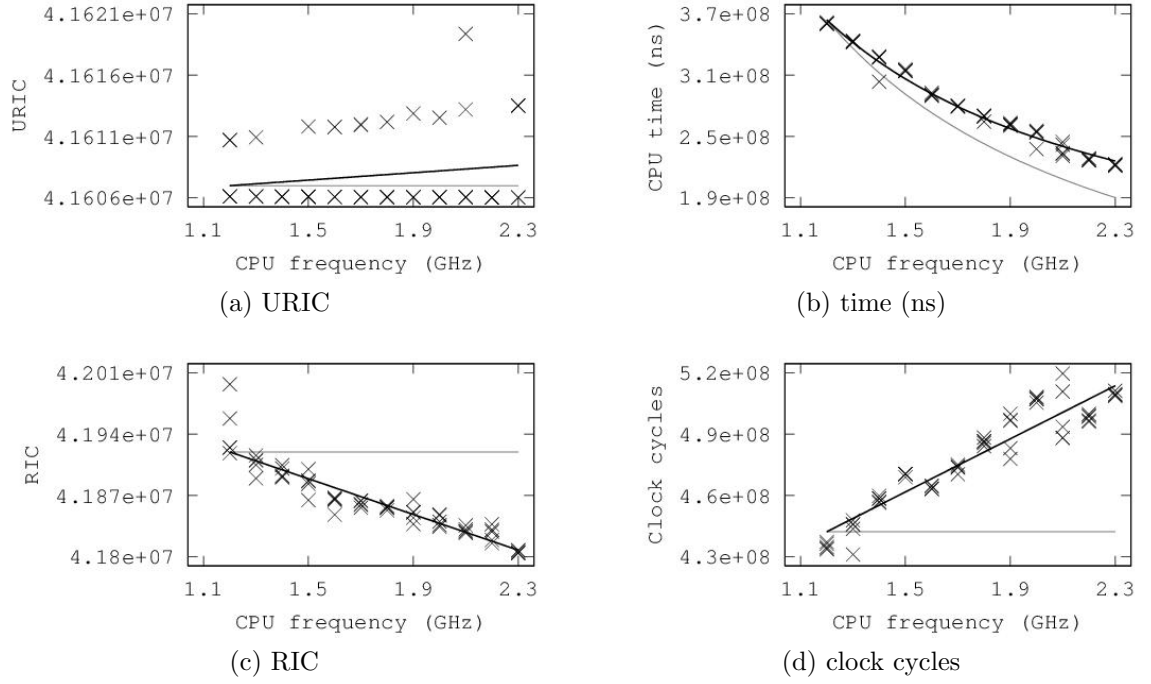 4.1621e+07
4.1616e+07
4.1611e+07
4.1606e+07
URIC
1.1 1.5 1.9 2.3
CPU frequency (GHz)
(a) URIC
3.7e+08
3.1e+08
2.5e+08
1.9e+08
CPU time (ns)
1.1 1.5 1.9 2.3
CPU frequency (GHz)
(b) time (ns)
4.201e+07
4.194e+07
4.187e+07
4.18e+07
RIC
1.1 1.5 1.9 2.3
CPU frequency (GHz)
(c) RIC
5.2e+08
4.9e+08
4.6e+08
4.3e+08
Clock cycles
1.1 1.5 1.9 2.3
CPU frequency (GHz)
(d) clock cycles